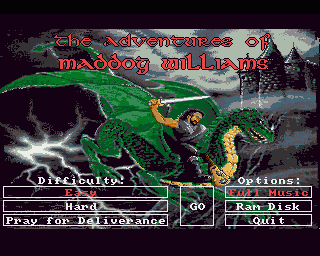 The Adventures of
Maddog Williams
Difficulty:
Easy
Hard
Pray for Deliverance
GO
Options:
Full Music
Ram Disk
Quit